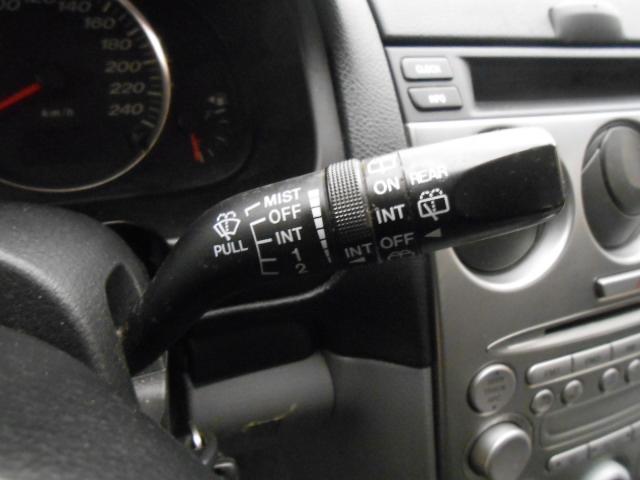 120
140
160
180
200
220
240
km/h
CLOCK
INFO
MIST
OFF
INT
1
2
PULL
INT
ON REAR
INT
OFF